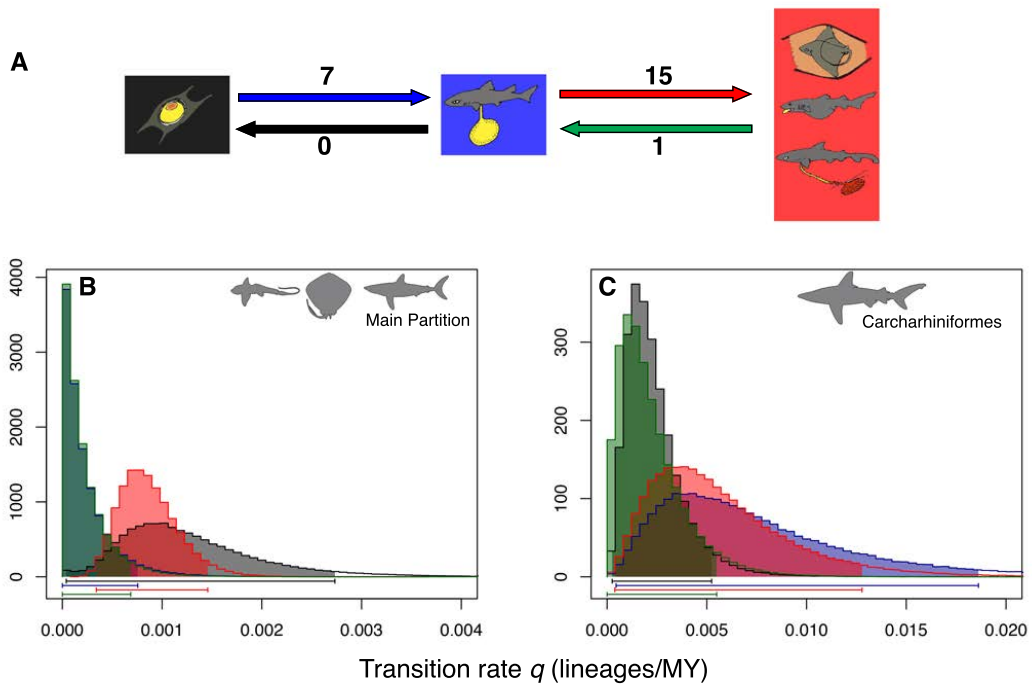 A
7
15
0
1
B
Main Partition
4000
3000
2000
1000
0
0.000 0.001 0.002 0.003 0.004
C
Carcharhiniformes
300
200
100
0
0.000 0.005 0.010 0.015 0.020
Transition rate q (lineages/MY)